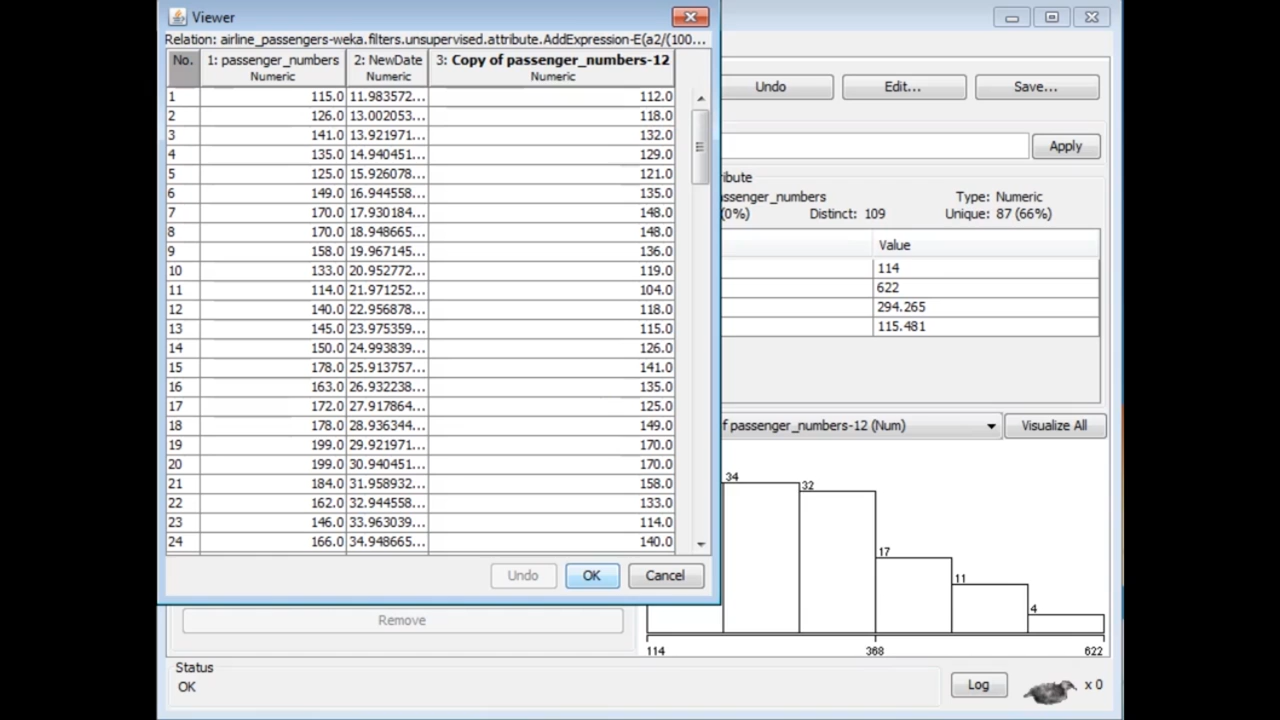 Viewer
Relation: airline_passengers-weka.filters.unsupervised.attribute.AddExpression-E(a2/(100...
No. 1: passenger_numbers 2: NewDate 3: Copy of passenger_numbers-12
Numeric Numeric Numeric
1 115.0 11.983572... 112.0
2 126.0 13.002053... 118.0
3 141.0 13.921971... 132.0
4 135.0 14.940451... 129.0
5 125.0 15.926078... 121.0
6 149.0 16.944558... 135.0
7 170.0 17.930184... 148.0
8 170.0 18.948665... 148.0
9 158.0 19.967145... 136.0
10 133.0 20.952772... 119.0
11 114.0 21.971252... 104.0
12 140.0 22.956878... 118.0
13 145.0 23.975359... 115.0
14 150.0 24.993839... 126.0
15 178.0 25.913757... 141.0
16 163.0 26.932238... 135.0
17 172.0 27.917864... 125.0
18 178.0 28.936344... 149.0
19 199.0 29.921971... 170.0
20 199.0 30.940451... 170.0
21 184.0 31.958932... 158.0
22 162.0 32.944558... 133.0
23 146.0 33.963039... 114.0
24 166.0 34.948665... 140.0
Undo OK Cancel
Undo Edit... Save...
Apply
ribute
assenger_numbers Type: Numeric
(0%) Distinct: 109 Unique: 87 (66%)
Value
114
622
294.265
115.481
f passenger_numbers-12 (Num) Visualize All
34
32
17
11
4
114 368 622
Remove
Status
OK
Log x 0